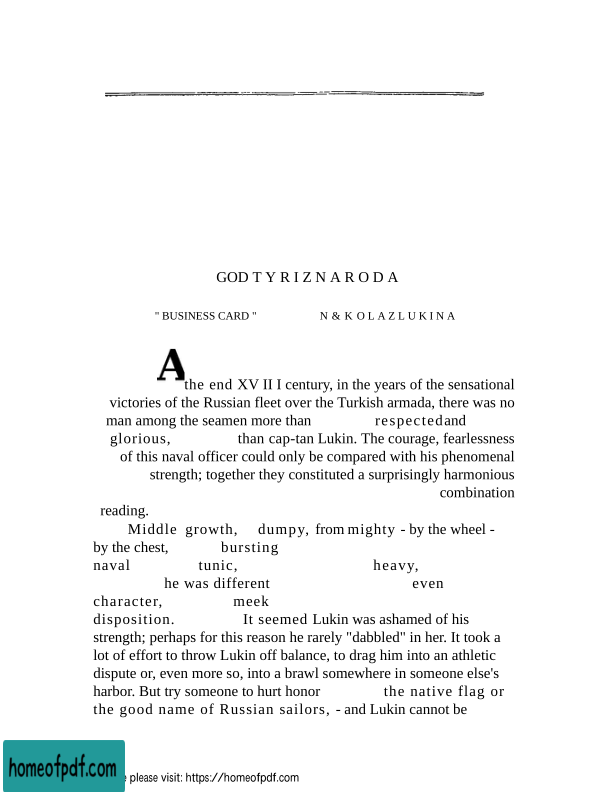 GOD T Y R I Z N A R O D A
" BUSINESS CARD " N & K O L A Z L U K I N A
A
the end XV II I century, in the years of the sensational
victories of the Russian fleet over the Turkish armada, there was no
man among the seamen more than respectedand
glorious, than cap-tan Lukin. The courage, fearlessness
of this naval officer could only be compared with his phenomenal
strength; together they constituted a surprisingly harmonious
combination
reading.
Middle growth, dumpy, from mighty - by the wheel -
by the chest, bursting
naval tunic, heavy,
he was different even
character, meek
disposition. It seemed Lukin was ashamed of his
strength; perhaps for this reason he rarely "dabbled" in her. It took a
lot of effort to throw Lukin off balance, to drag him into an athletic
dispute or, even more so, into a brawl somewhere in someone else's
harbor. But try someone to hurt honor the native flag or
the good name of Russian sailors, - and Lukin cannot be
homeofpdf.com
please visit: https://homeofpdf.com